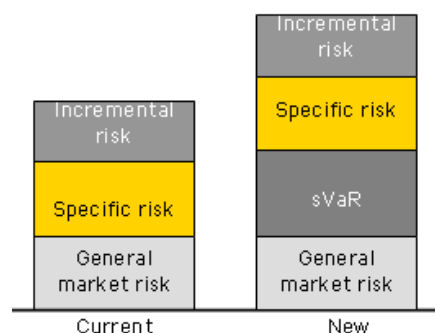 Incremental
risk
Specific risk
General
market risk
Current
Incremental
risk
Specific risk
sVaR
General
market risk
New